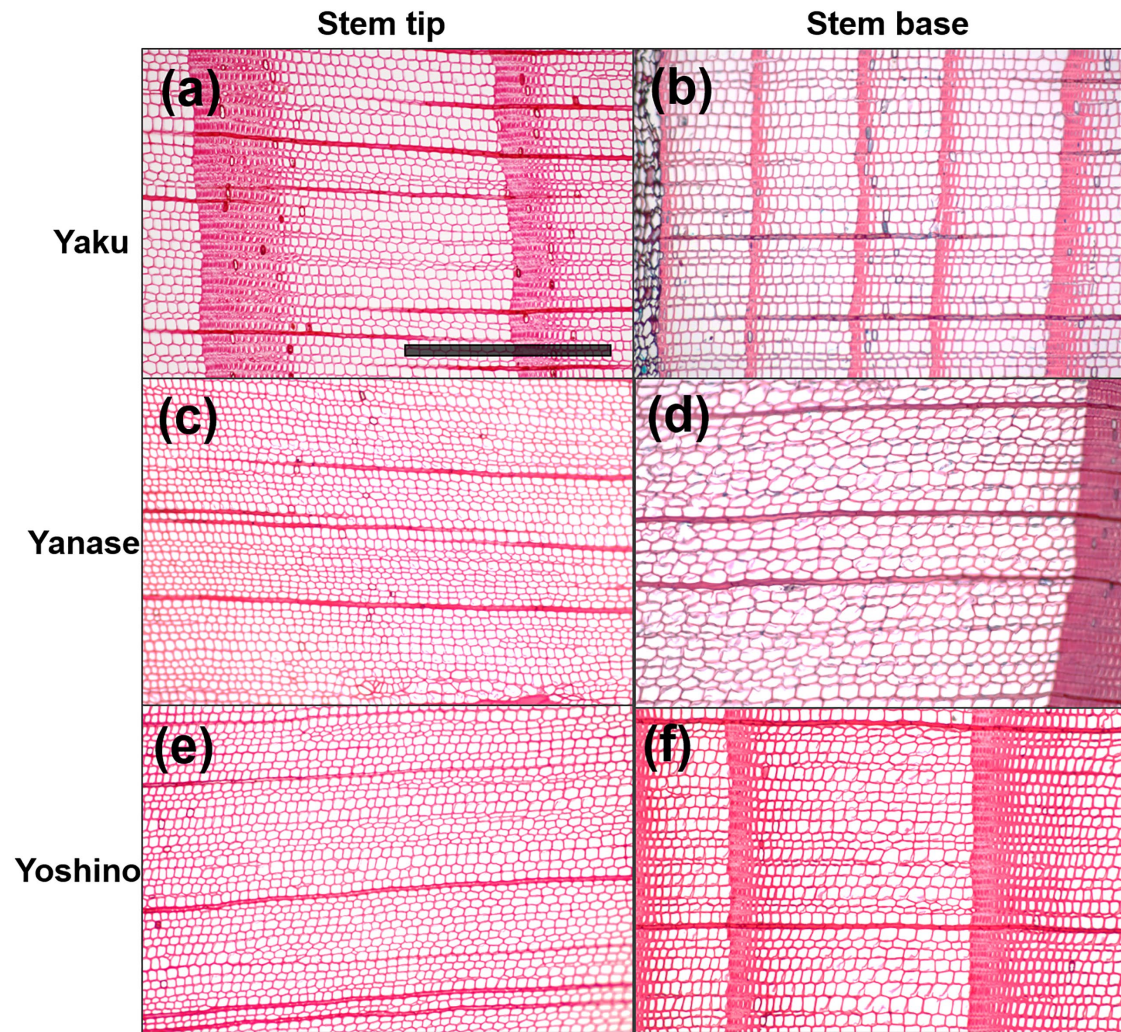 Stem tip
Stem base
(a)
(b)
Yaku
(c)
(d)
Yanase
(e)
(f)
Yoshino